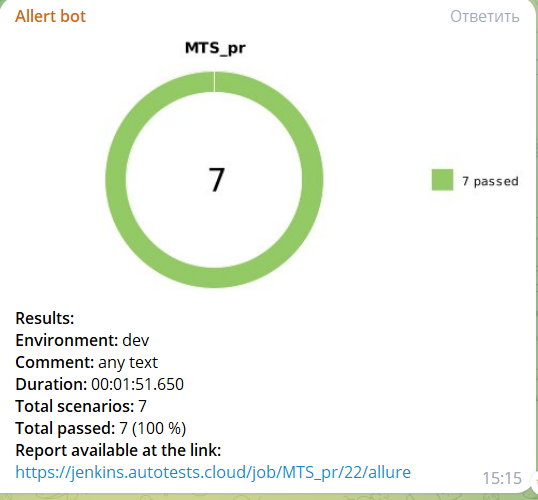 Allert bot
Ответить
MTS_pr
7
7 passed
Results:
Environment: dev
Comment: any text
Duration: 00:01:51.650
Total scenarios: 7
Total passed: 7 (100 %)
Report available at the link:
https://jenkins.autotests.cloud/job/MTS_pr/22/allure
15:15